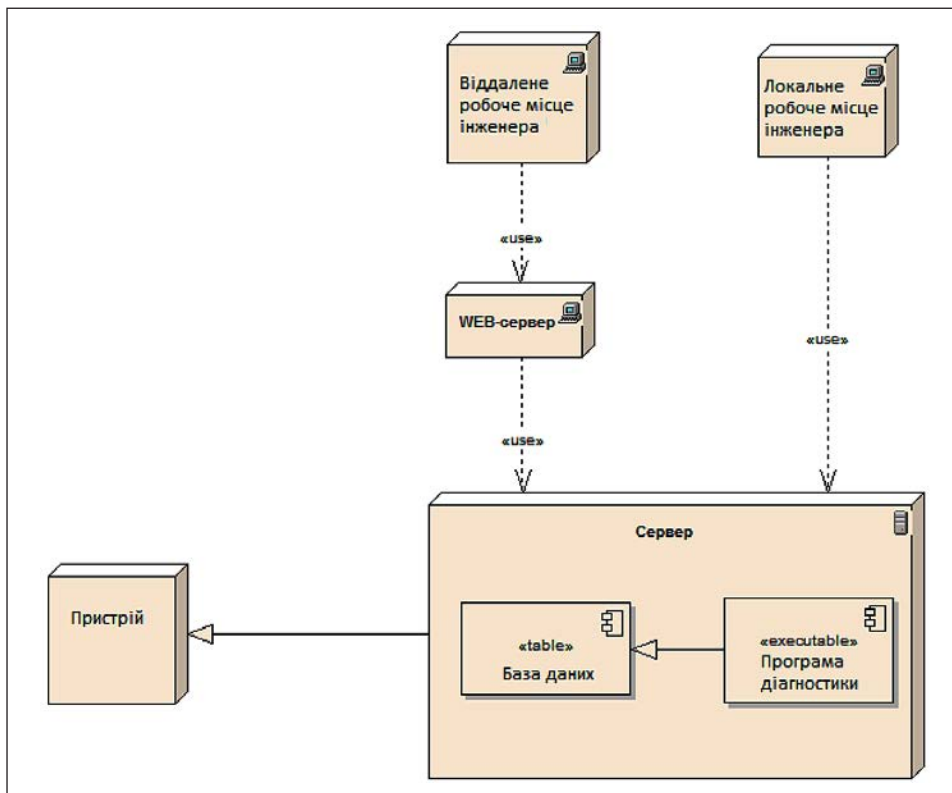 Віддалене
робоче місце
інженера
Локальне
робоче місце
інженера
«use»
WEB-сервер
«use»
«use»
Сервер
Пристрій
«table»
База даних
«executable»
Програма
діагностики